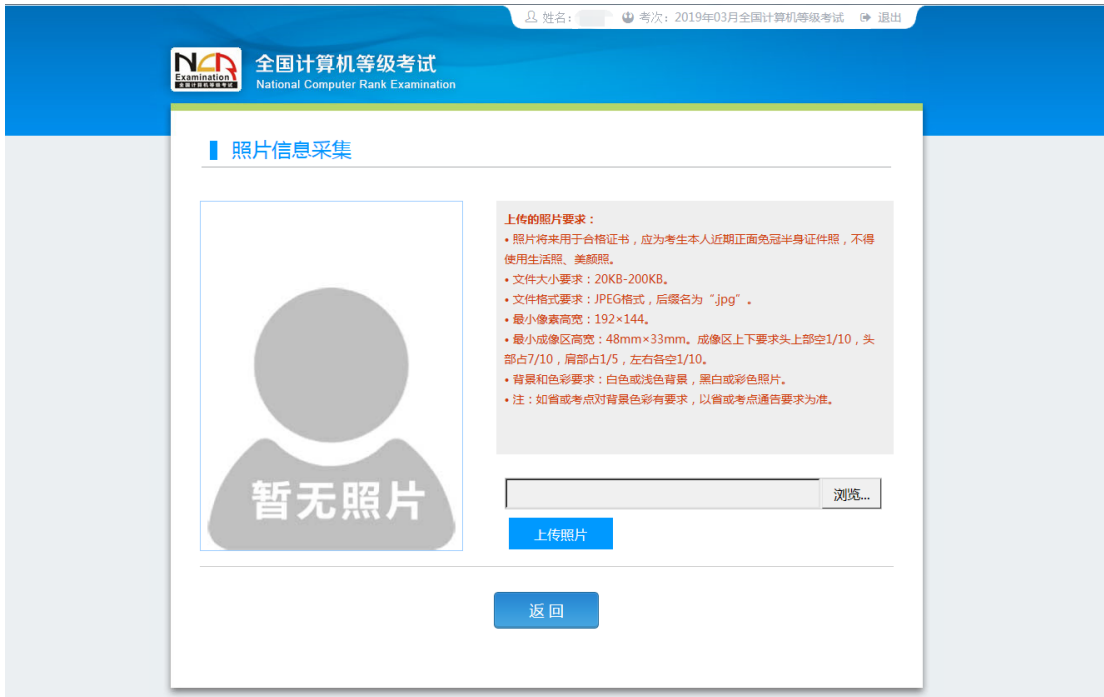 姓名： 考次：2019年03月全国计算机等级考试 退出
NCR
Examination
全国计算机等级考试
全国计算机等级考试
National Computer Rank Examination
照片信息采集
上传的照片要求：
• 照片将来用于合格证书，应为考生本人近期正面免冠半身证件照，不得
使用生活照、美颜照。
• 文件大小要求：20KB-200KB。
• 文件格式要求：JPEG格式，后缀名为“.jpg”。
• 最小像素高宽：192×144。
• 最小成像区高宽：48mm×33mm。成像区上下要求头上部空1/10，头
部占7/10，肩部占1/5，左右各空1/10。
• 背景和色彩要求：白色或浅色背景，黑白或彩色照片。
• 注：如省或考点对背景色彩有要求，以省或考点通告要求为准。
暂无照片
浏览...
上传照片
返回